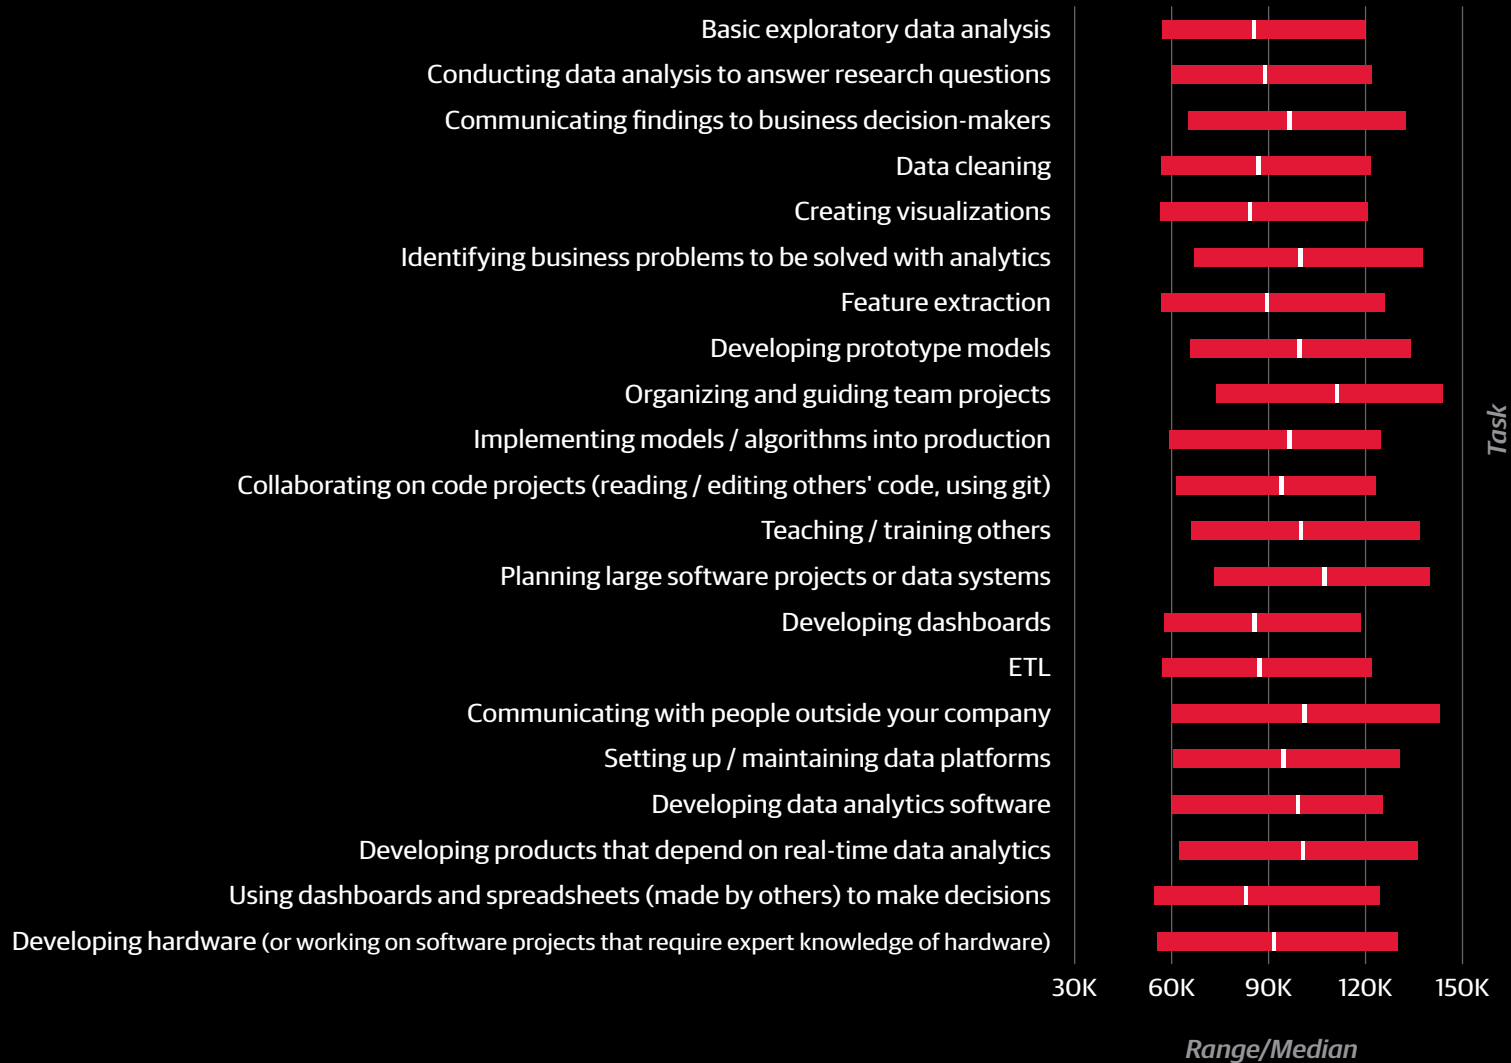 Basic exploratory data analysis
Conducting data analysis to answer research questions
Communicating findings to business decision-makers
Data cleaning
Creating visualizations
Identifying business problems to be solved with analytics
Feature extraction
Developing prototype models
Organizing and guiding team projects
Implementing models / algorithms into production
Collaborating on code projects (reading / editing others' code, using git)
Teaching / training others
Planning large software projects or data systems
Developing dashboards
ETL
Communicating with people outside your company
Setting up / maintaining data platforms
Developing data analytics software
Developing products that depend on real-time data analytics
Using dashboards and spreadsheets (made by others) to make decisions
Developing hardware (or working on software projects that require expert knowledge of hardware)
Task
30K 60K 90K 120K 150K
Range/Median